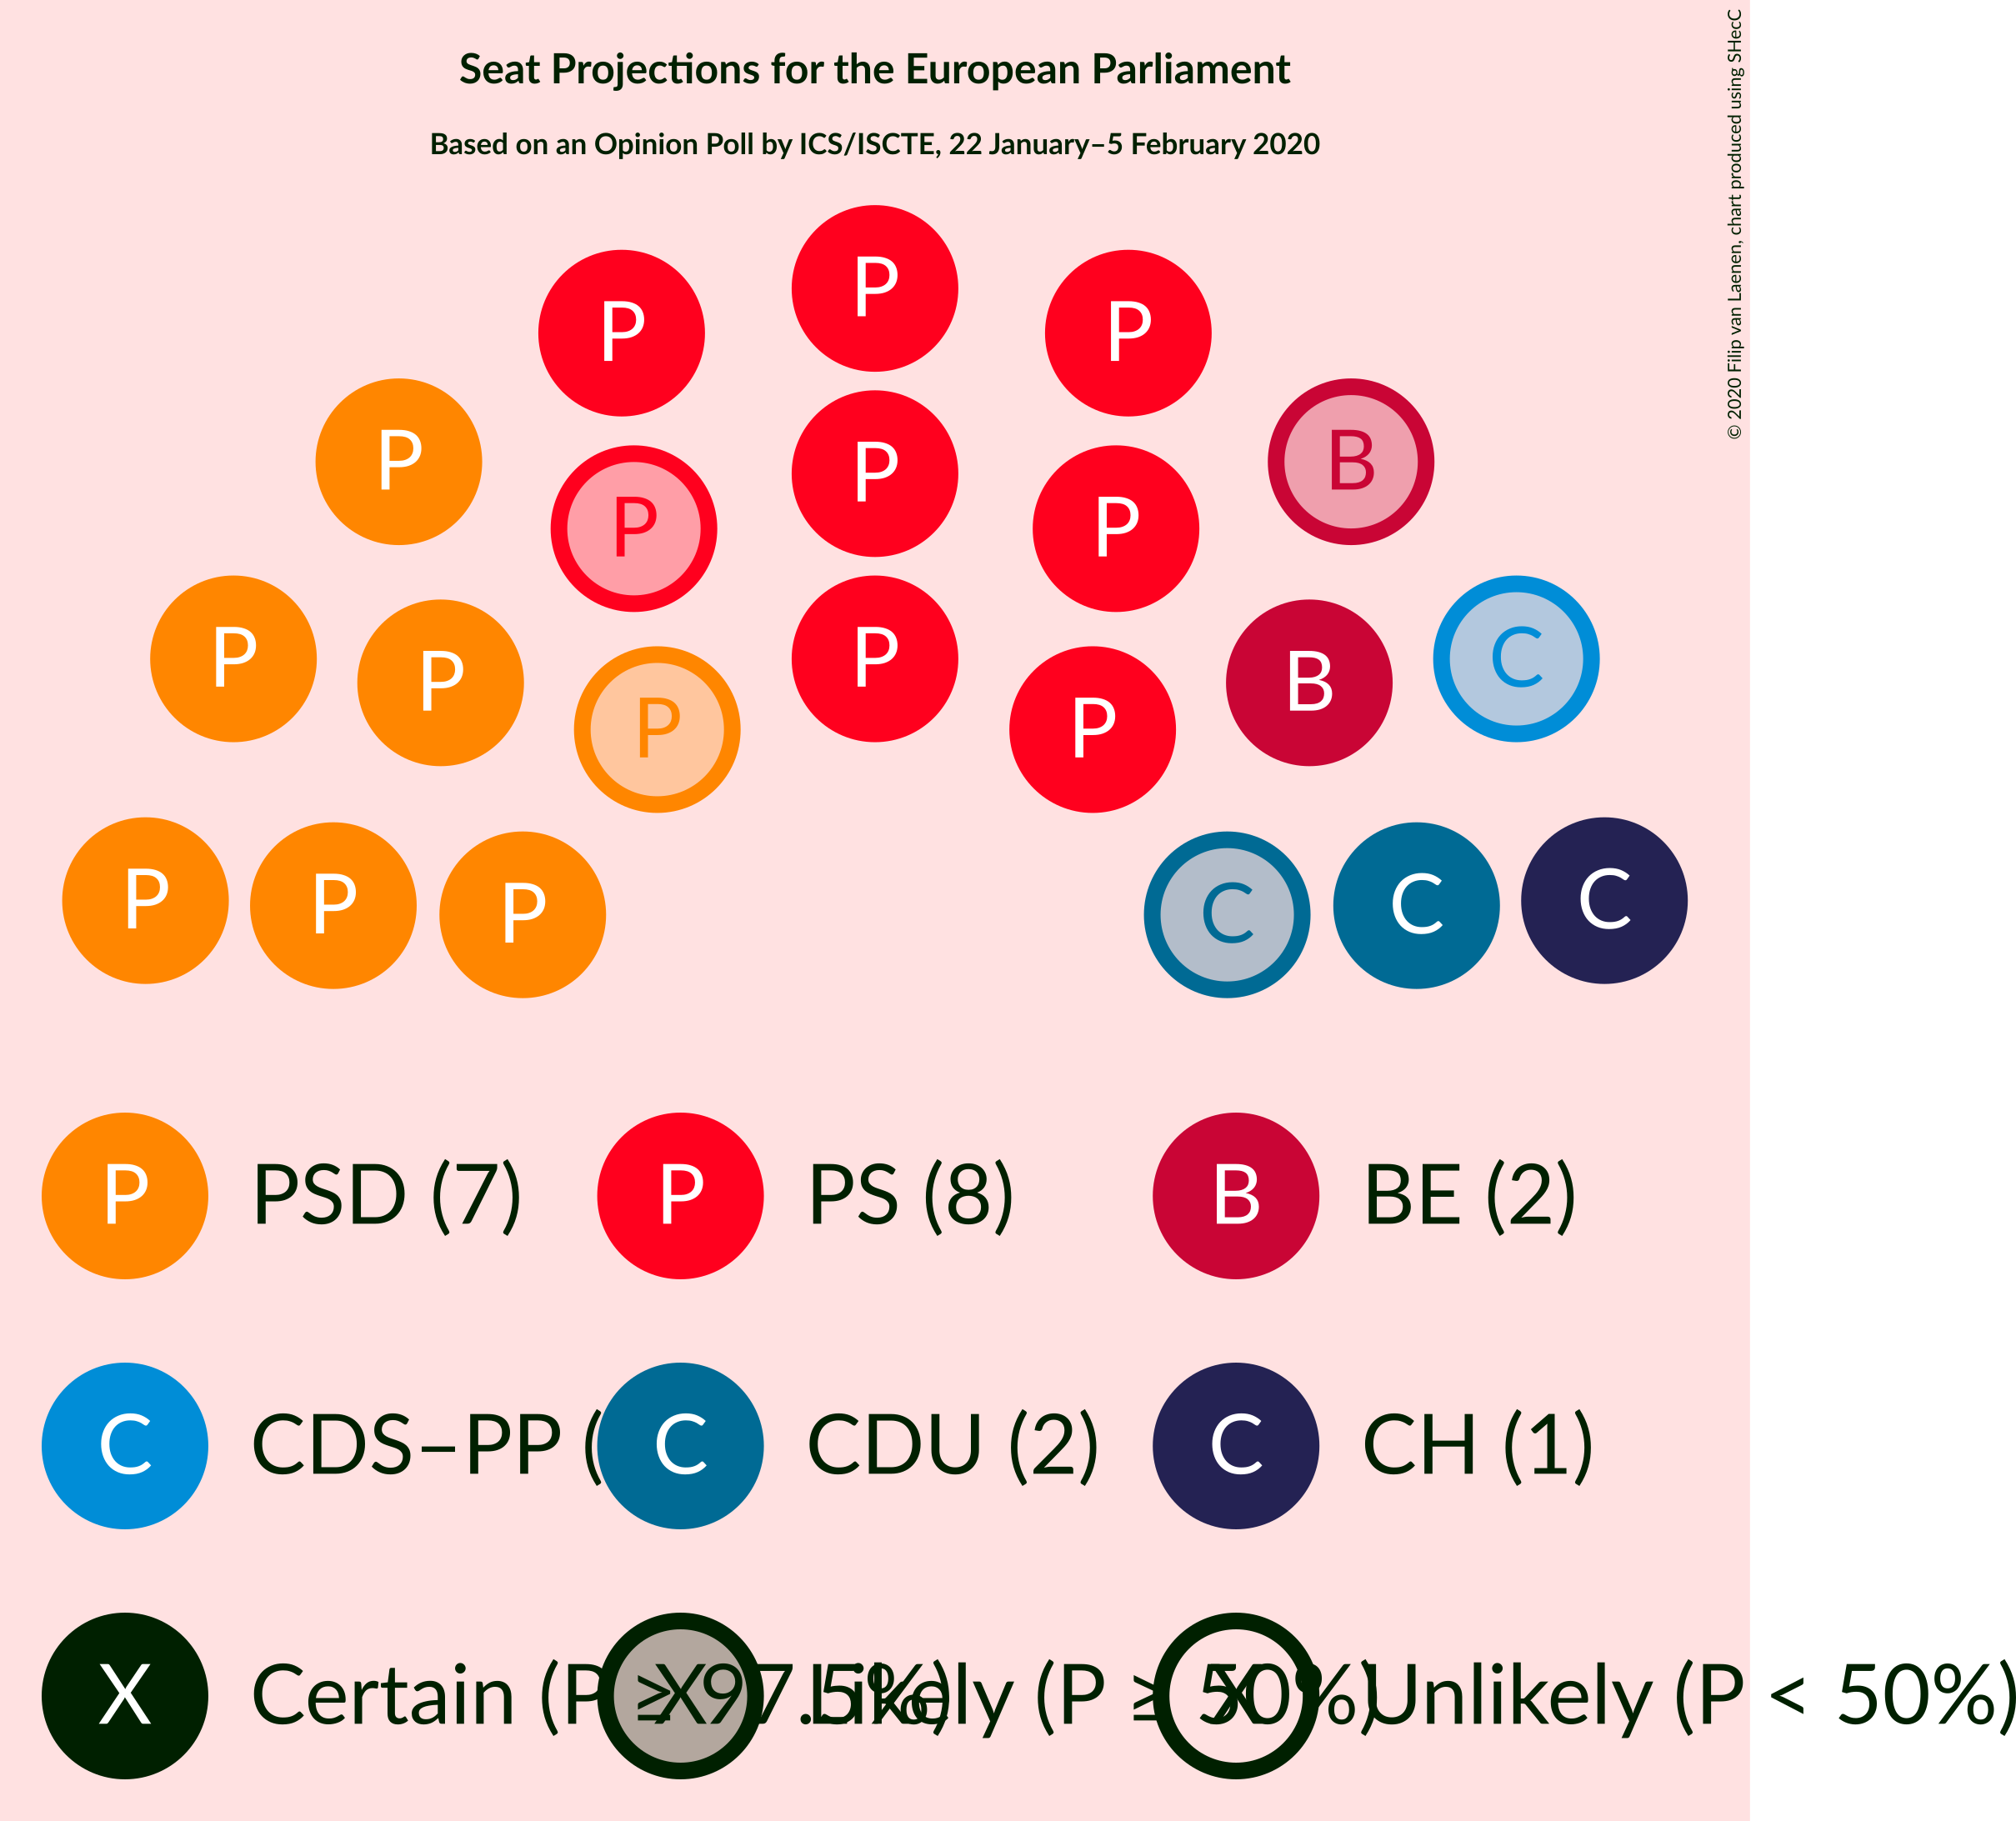 Seat Projections for the European Parliament
Based on an Opinion Poll by ICS/ISCTE, 22 January–5 February 2020
© 2020 Filip van Laenen, chart produced using SHecC
P
P P
P B
P
P P
P P C
P P B
P P
P C
P C
P C
P PSD (7) P PS (8) B BE (2)
C CDS–PP ( C CDU (2) C CH (1)
X Certain (P ≥ 97.5%) X Likely (P ≥ 50%) X Unlikely (P < 50%)